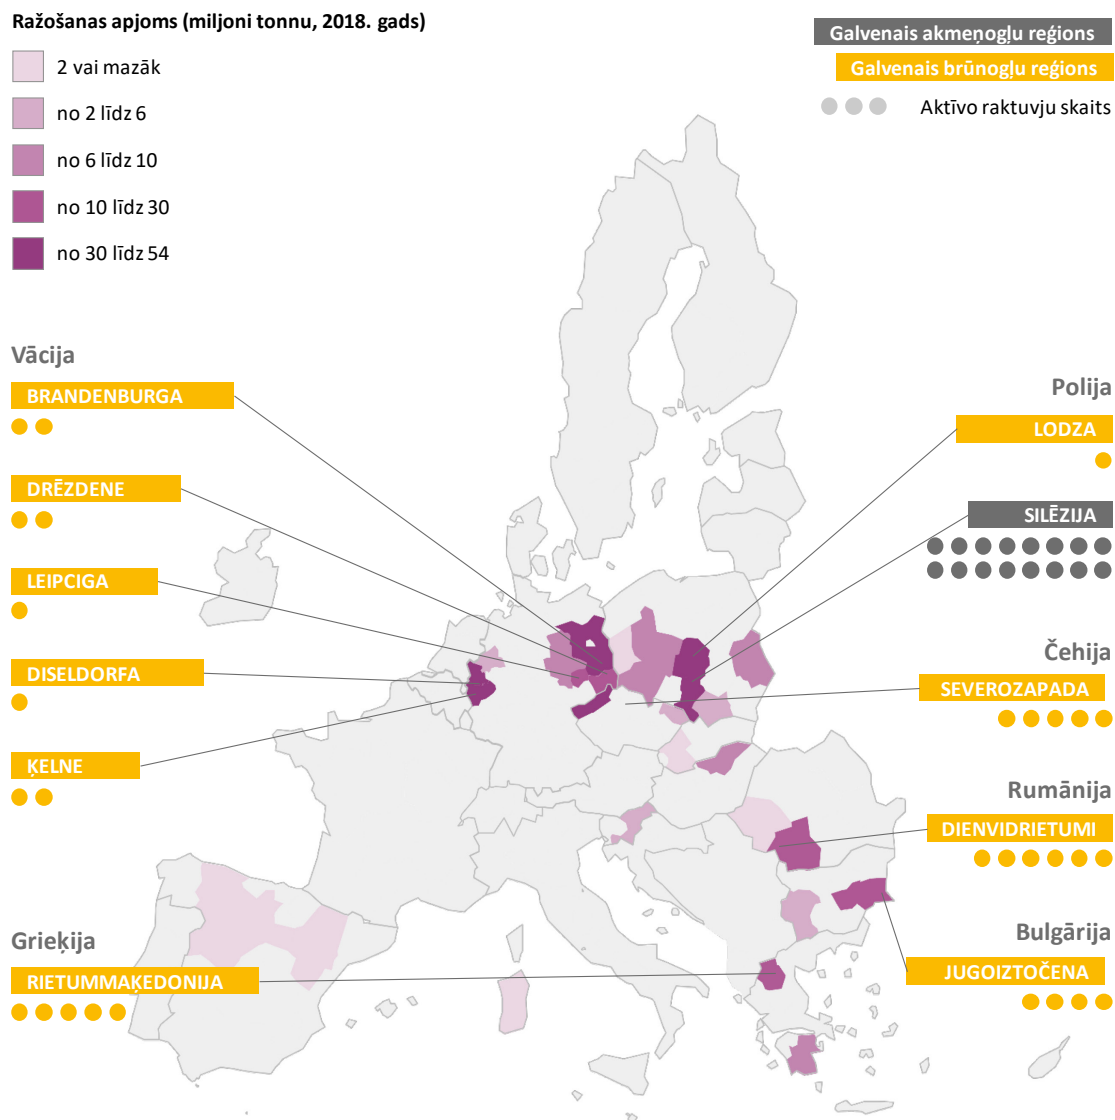 Ražošanas apjoms (miljoni tonnu, 2018. gads)
2 vai mazāk
no 2 līdz 6
no 6 līdz 10
no 10 līdz 30
no 30 līdz 54
Galvenais akmeņogļu reģions
Galvenais brūnogļu reģions
Aktīvo raktuvju skaits
Vācija
BRANDENBURGA
DRĒZDENE
LEIPCIGA
DISELDORFA
ĶELNE
Grieķija
RIETUMMAĶEDONIJA
Polija
LODZA
SILĒZIJA
Čehija
SEVEROZAPADA
Rumānija
DIENVIDRIETUMI
Bulgārija
JUGOIZTOČENA